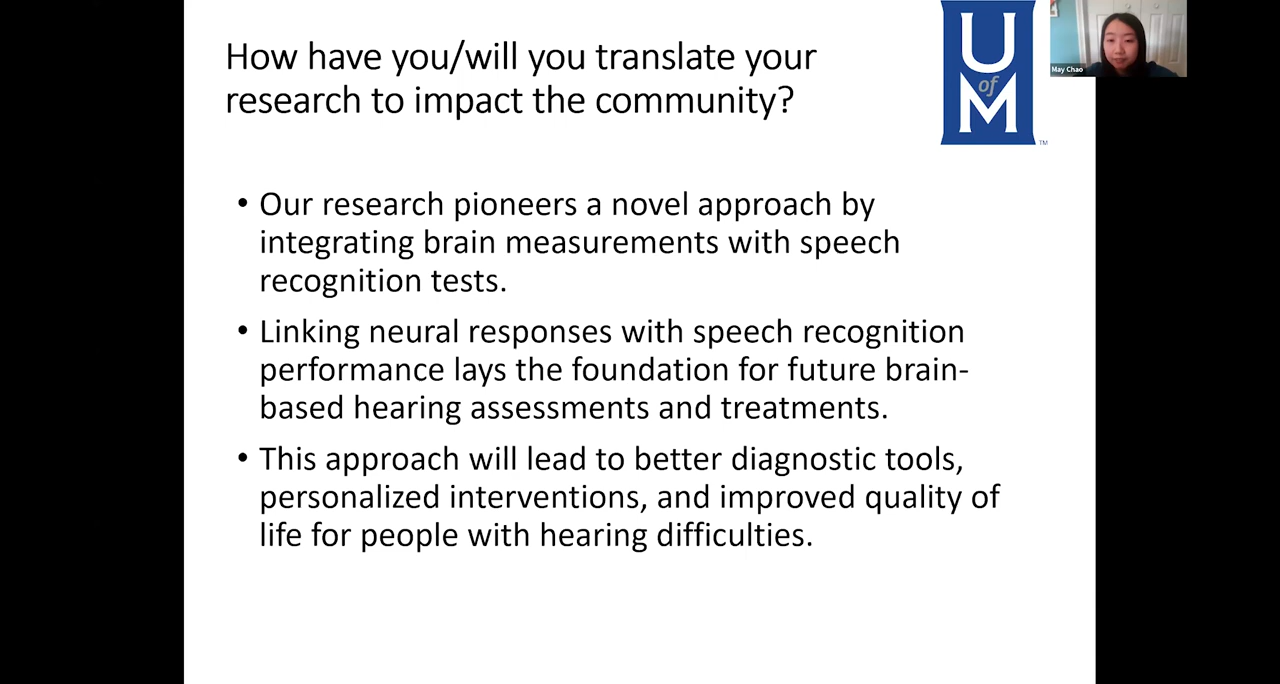 How have you/will you translate your
research to impact the community?
U
of
M
TM
May Chao
• Our research pioneers a novel approach by
integrating brain measurements with speech
recognition tests.
• Linking neural responses with speech recognition
performance lays the foundation for future brain-
based hearing assessments and treatments.
• This approach will lead to better diagnostic tools,
personalized interventions, and improved quality of
life for people with hearing difficulties.